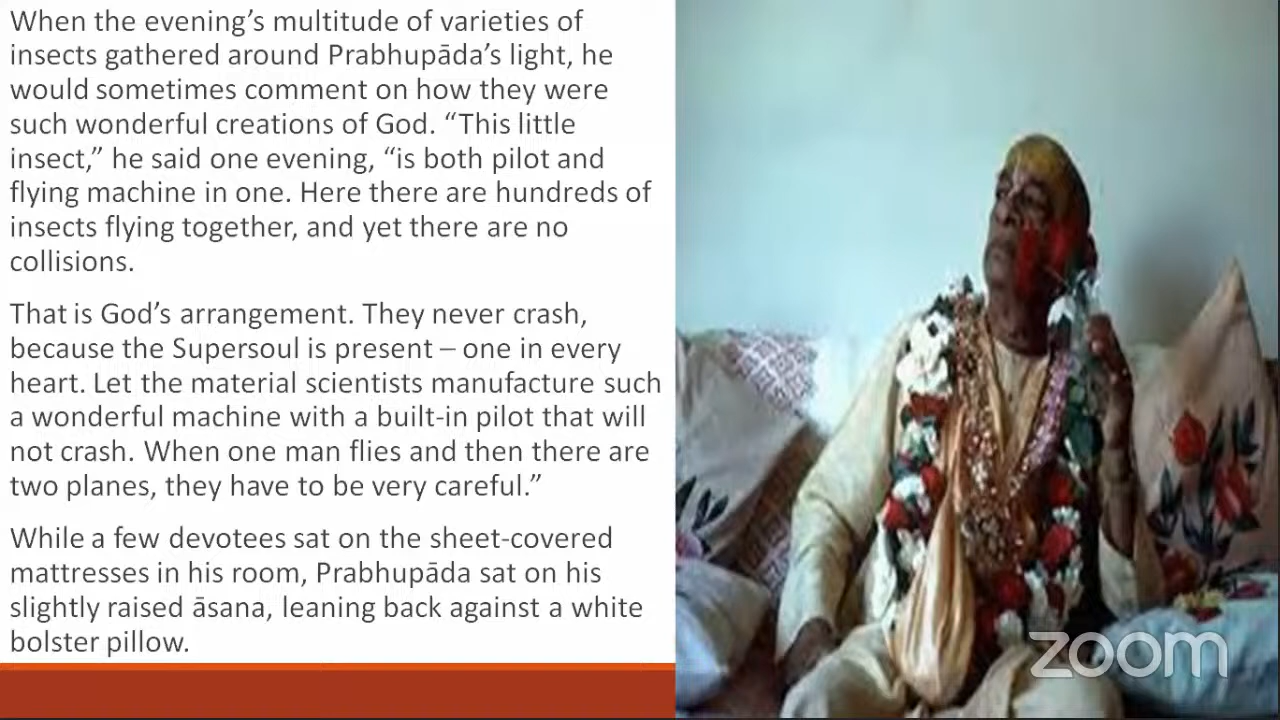 When the evening’s multitude of varieties of
insects gathered around Prabhupāda’s light, he
would sometimes comment on how they were
such wonderful creations of God. “This little
insect,” he said one evening, “is both pilot and
flying machine in one. Here there are hundreds of
insects flying together, and yet there are no
collisions.
That is God’s arrangement. They never crash,
because the Supersoul is present – one in every
heart. Let the material scientists manufacture such
a wonderful machine with a built-in pilot that will
not crash. When one man flies and then there are
two planes, they have to be very careful.”
While a few devotees sat on the sheet-covered
mattresses in his room, Prabhupāda sat on his
slightly raised āsana, leaning back against a white
bolster pillow.
zoom